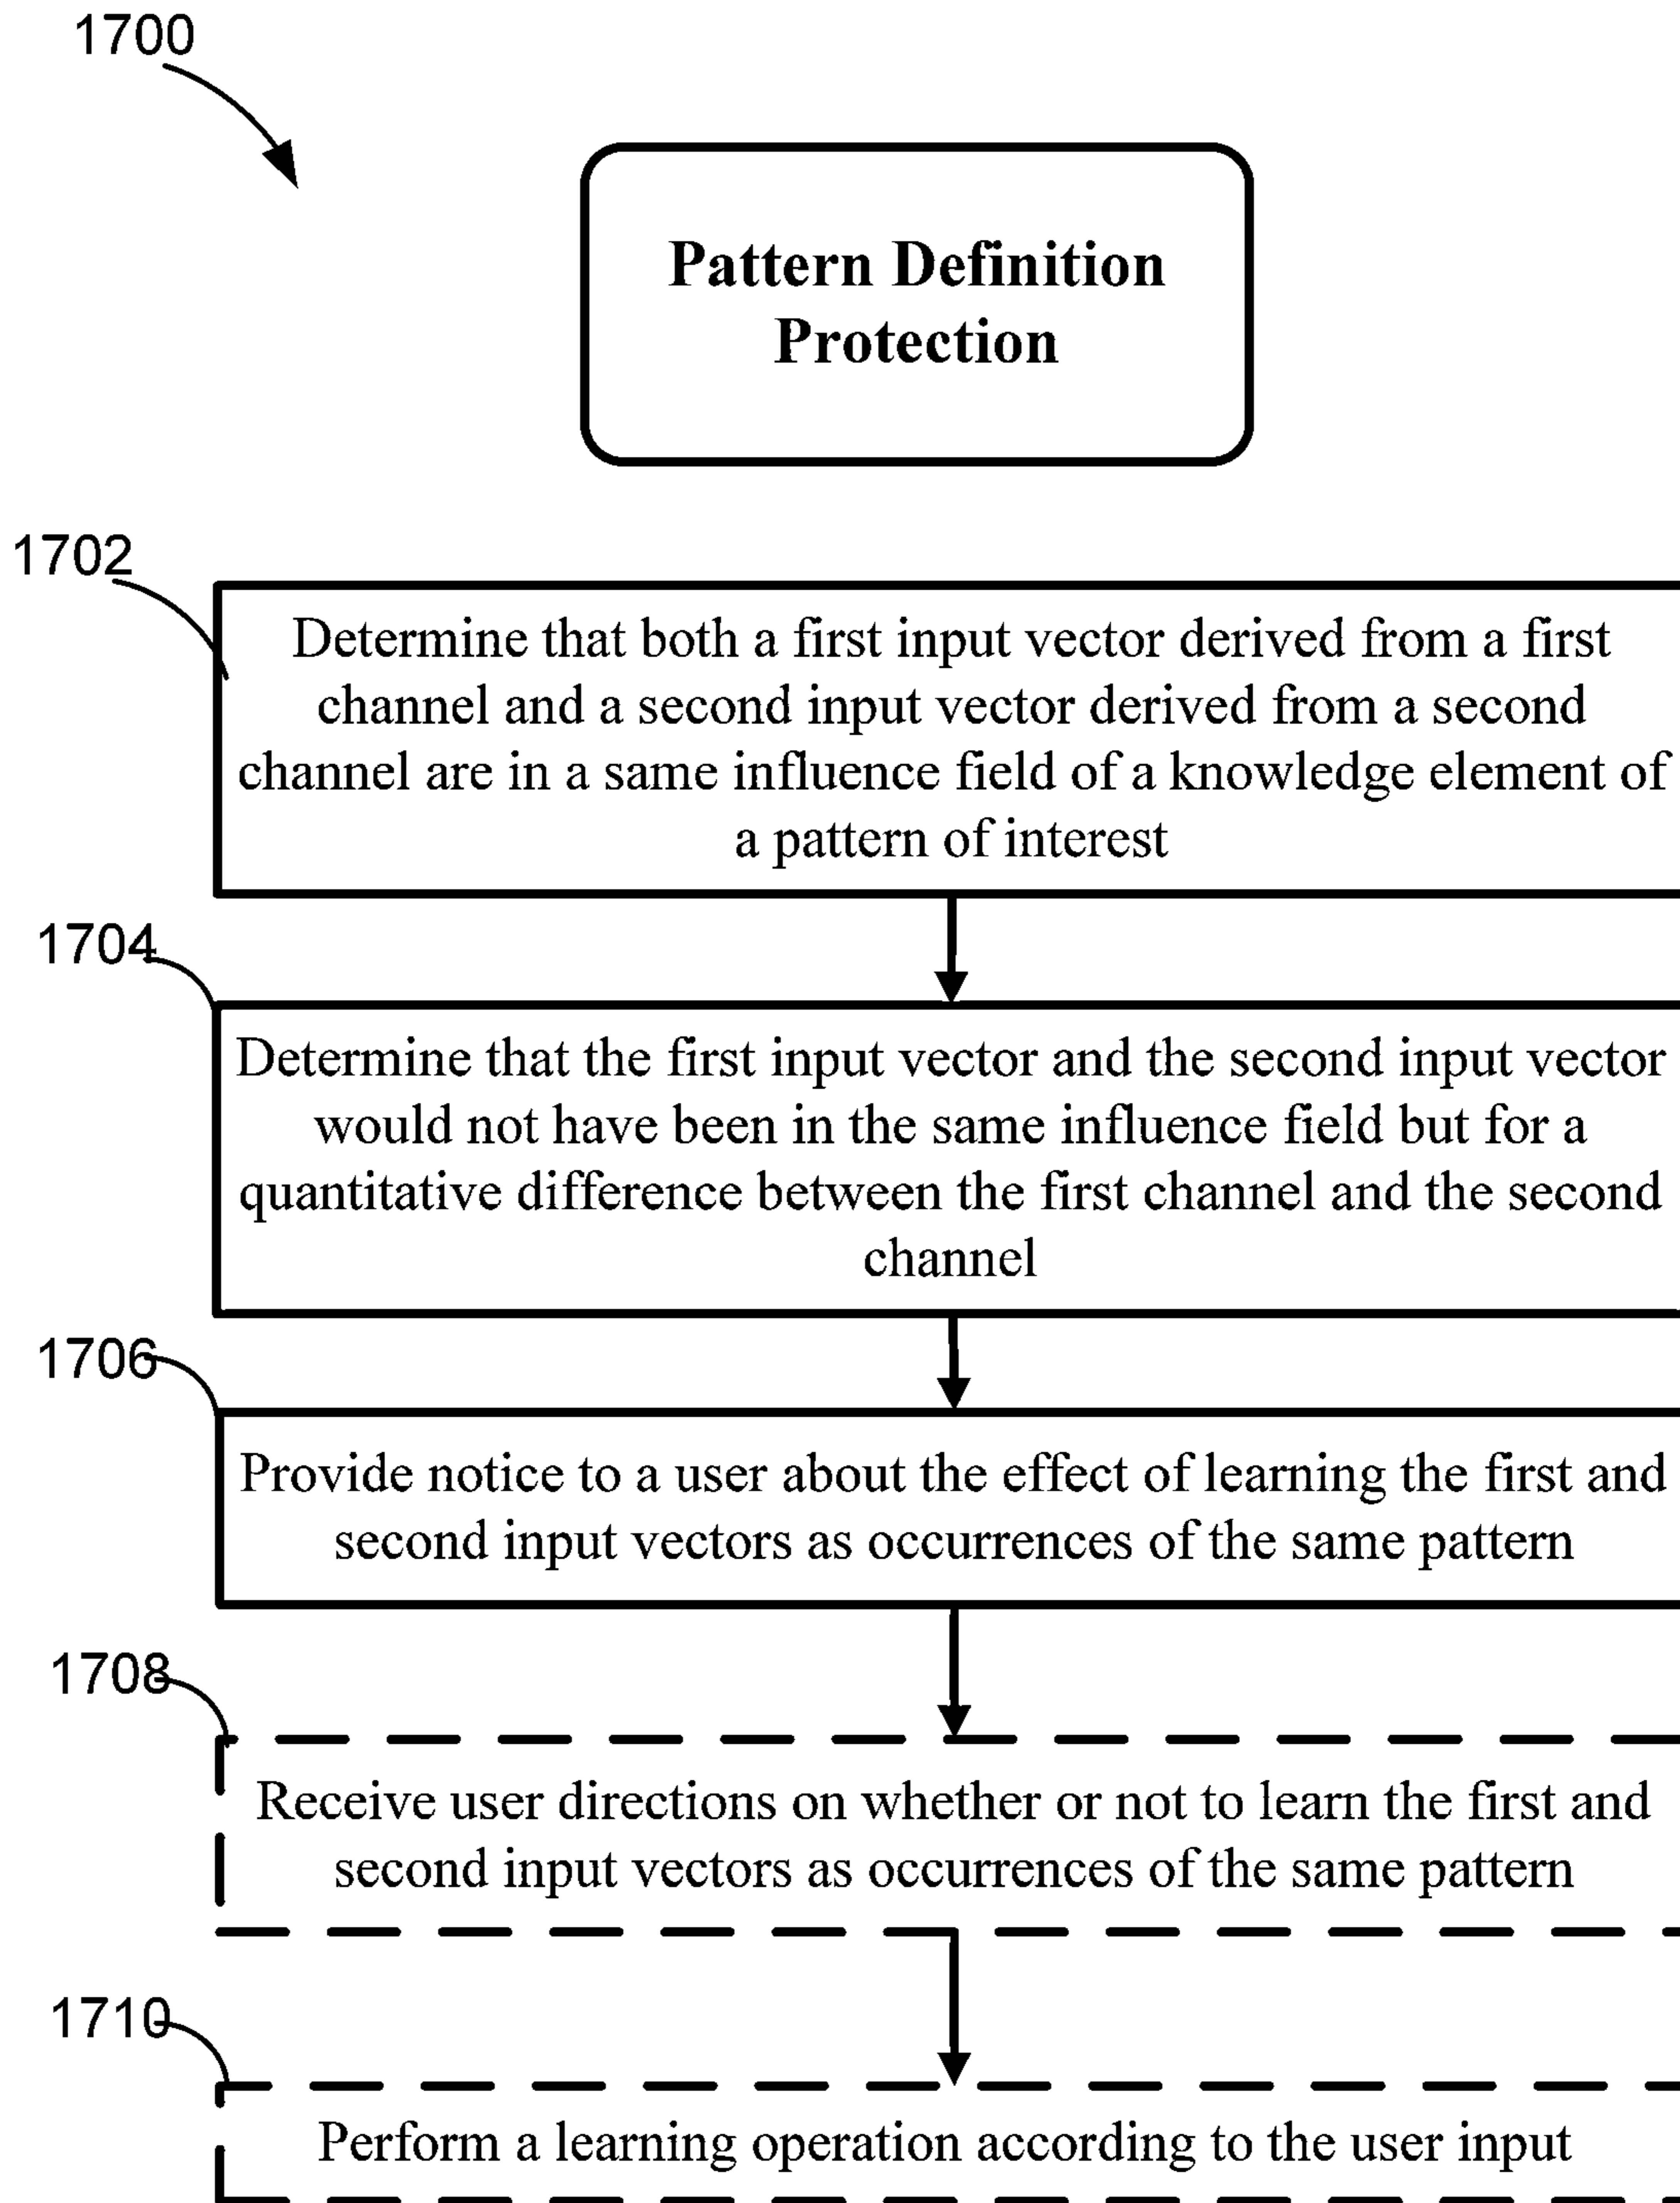 1700
Pattern Definition
Protection
1702
Determine that both a first input vector derived from a first
channel and a second input vector derived from a second
channel are in a same influence field of a knowledge element of
a pattern of interest
1704
Determine that the first input vector and the second input vector
would not have been in the same influence field but for a
quantitative difference between the first channel and the second
channel
1706
Provide notice to a user about the effect of learning the first and
second input vectors as occurrences of the same pattern
1708
Receive user directions on whether or not to learn the first and
second input vectors as occurrences of the same pattern
1710
Perform a learning operation according to the user input